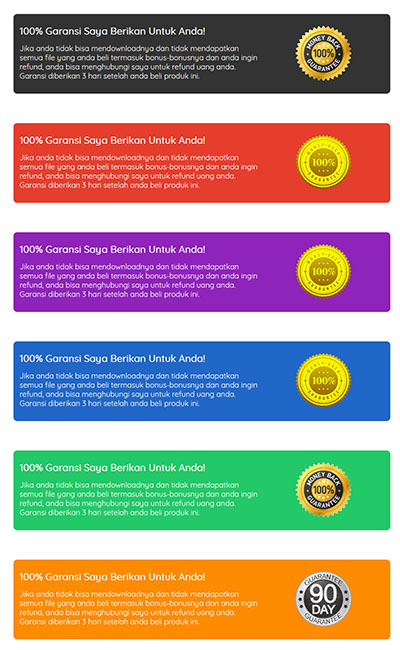 100% Garansi Saya Berikan Untuk Anda!
Jika anda tidak bisa mendownloadnya dan tidak mendapatkan
semua file yang anda beli termasuk bonus-bonusnya dan anda ingin
refund, anda bisa menghubungi saya untuk refund uang anda.
Garansi diberikan 3 hari setelah anda beli produk ini.
MONEY BACK
100%
GUARANTEE
100% Garansi Saya Berikan Untuk Anda!
Jika anda tidak bisa mendownloadnya dan tidak mendapatkan
semua file yang anda beli termasuk bonus-bonusnya dan anda ingin
refund, anda bisa menghubungi saya untuk refund uang anda.
Garansi diberikan 3 hari setelah anda beli produk ini.
100%
100% Garansi Saya Berikan Untuk Anda!
Jika anda tidak bisa mendownloadnya dan tidak mendapatkan
semua file yang anda beli termasuk bonus-bonusnya dan anda ingin
refund, anda bisa menghubungi saya untuk refund uang anda.
Garansi diberikan 3 hari setelah anda beli produk ini.
100%
100% Garansi Saya Berikan Untuk Anda!
Jika anda tidak bisa mendownloadnya dan tidak mendapatkan
semua file yang anda beli termasuk bonus-bonusnya dan anda ingin
refund, anda bisa menghubungi saya untuk refund uang anda.
Garansi diberikan 3 hari setelah anda beli produk ini.
100%
100% Garansi Saya Berikan Untuk Anda!
Jika anda tidak bisa mendownloadnya dan tidak mendapatkan
semua file yang anda beli termasuk bonus-bonusnya dan anda ingin
refund, anda bisa menghubungi saya untuk refund uang anda.
Garansi diberikan 3 hari setelah anda beli produk ini.
MONEY BACK
100%
GUARANTEE
100% Garansi Saya Berikan Untuk Anda!
Jika anda tidak bisa mendownloadnya dan tidak mendapatkan
semua file yang anda beli termasuk bonus-bonusnya dan anda ingin
refund, anda bisa menghubungi saya untuk refund uang anda.
Garansi diberikan 3 hari setelah anda beli produk ini.
GUARANTEE
90
DAY
GUARANTEE